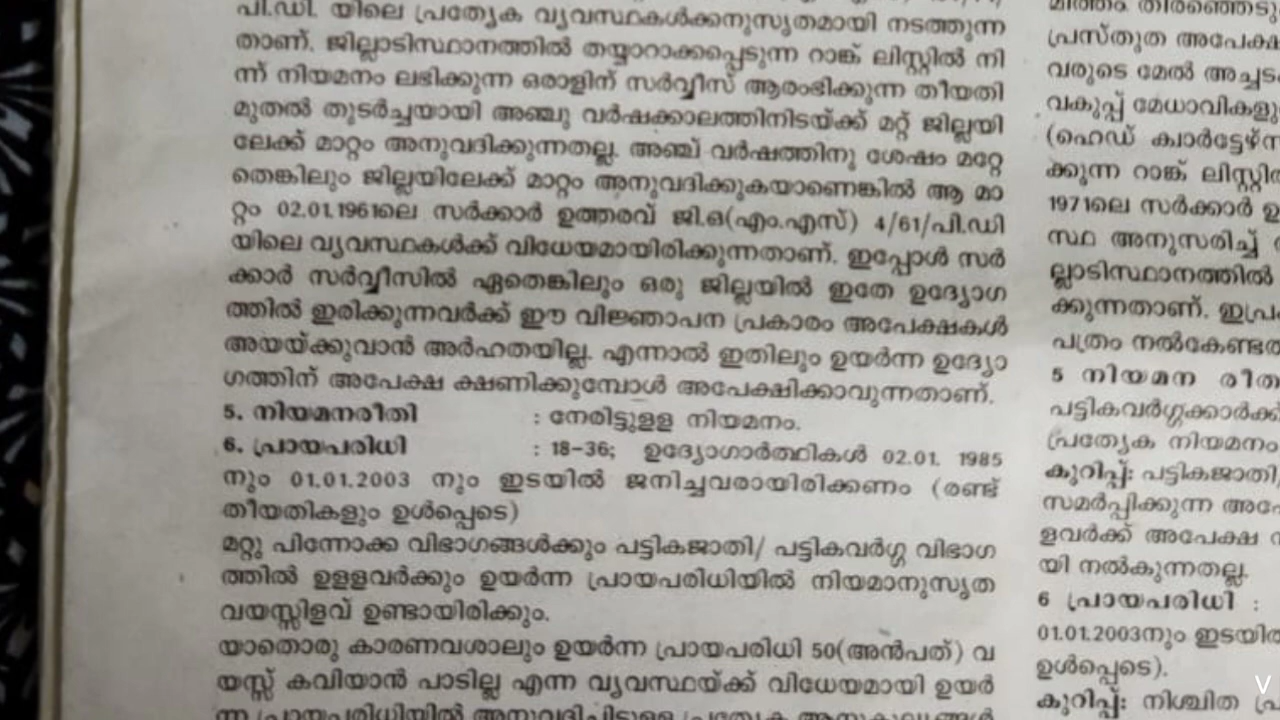 പി.ഡി. യിലെ പ്രത്യേക വ്യവസ്ഥകൾക്കനുസൃതമായി നടത്തുന്ന
താണ്. ജില്ലാടിസ്ഥാനത്തിൽ തയ്യാറാക്കപ്പെടുന്ന റാങ്ക് ലിസ്റ്റിൽ നി
ന്ന് നിയമനം ലഭിക്കുന്ന ഒരാളിന് സർവ്വീസ് ആരംഭിക്കുന്ന തീയതി
മുതൽ തുടർച്ചയായി അഞ്ചു വർഷക്കാലത്തിനിടയ്ക്ക് മറ്റ് ജില്ലയി
ലേക്ക് മാറ്റം അനുവദിക്കുന്നതല്ല. അഞ്ച് വർഷത്തിനു ശേഷം മറ്റേ
തെങ്കിലും ജില്ലയിലേക്ക് മാറ്റം അനുവദിക്കുകയാണെങ്കിൽ ആ മാ
റ്റം 02.01.1961ലെ സർക്കാർ ഉത്തരവ് ജി.ഒ(എം.എസ്) 4/61/പി.ഡി
യിലെ വ്യവസ്ഥകൾക്ക് വിധേയമായിരിക്കുന്നതാണ്. ഇപ്പോൾ സർ
ക്കാർ സർവ്വീസിൽ ഏതെങ്കിലും ഒരു ജില്ലയിൽ ഇതേ ഉദ്യോഗ
ത്തിൽ ഇരിക്കുന്നവർക്ക് ഈ വിജ്ഞാപന പ്രകാരം അപേക്ഷകൾ
അയയ്ക്കുവാൻ അർഹതയില്ല. എന്നാൽ ഇതിലും ഉയർന്ന ഉദ്യോ
ഗത്തിന് അപേക്ഷ ക്ഷണിക്കുമ്പോൾ അപേക്ഷിക്കാവുന്നതാണ്.
5. നിയമനരീതി : നേരിട്ടുളള നിയമനം.
6. പ്രായപരിധി : 18-36; ഉദ്യോഗാർത്ഥികൾ 02.01. 1985
നും 01.01.2003 നും ഇടയിൽ ജനിച്ചവരായിരിക്കണം (രണ്ട്
തീയതികളും ഉൾപ്പെടെ)
മറ്റു പിന്നോക്ക വിഭാഗങ്ങൾക്കും പട്ടികജാതി/ പട്ടികവർഗ്ഗ വിഭാഗ
ത്തിൽ ഉളളവർക്കും ഉയർന്ന പ്രായപരിധിയിൽ നിയമാനുസൃത
വയസ്സിളവ് ഉണ്ടായിരിക്കും.
യാതൊരു കാരണവശാലും ഉയർന്ന പ്രായപരിധി 50(അൻപത്) വ
യസ്സ് കവിയാൻ പാടില്ല എന്ന വ്യവസ്ഥയ്ക്ക് വിധേയമായി ഉയർ
ന്ന പ്രായപരിധിയിൽ അനുവദിച്ചിട്ടുളള പ്രത്യേക
പ്രസ്തുത
വരുടെ മേൽ
വകുപ്പ് മേധാവികളു
(ഹെഡ് ക്വാർട്ടേഴ്സ
ക്കുന്ന റാങ്ക് ലിസ്റ്റി
1971ലെ സർക്കാർ
സ്ഥ അനുസരിച്ച്
ല്ലാടിസ്ഥാനത്തിൽ
ക്കുന്നതാണ്.
പത്രം
5 നിയമന
പട്ടികവർഗ്ഗക്കാർക്ക്
പ്രത്യേക നിയമനം
കുറിപ്പ്: പട്ടികജാതി/
സമർപ്പിക്കുന്ന
ളവർക്ക് അപേക്ഷ
യി നൽകുന്നതല്ല.
6 പ്രായപരിധി :
01.01.2003നും
ഉൾപ്പെടെ).
കുറിപ്പ്: നിശ്ചിത
V